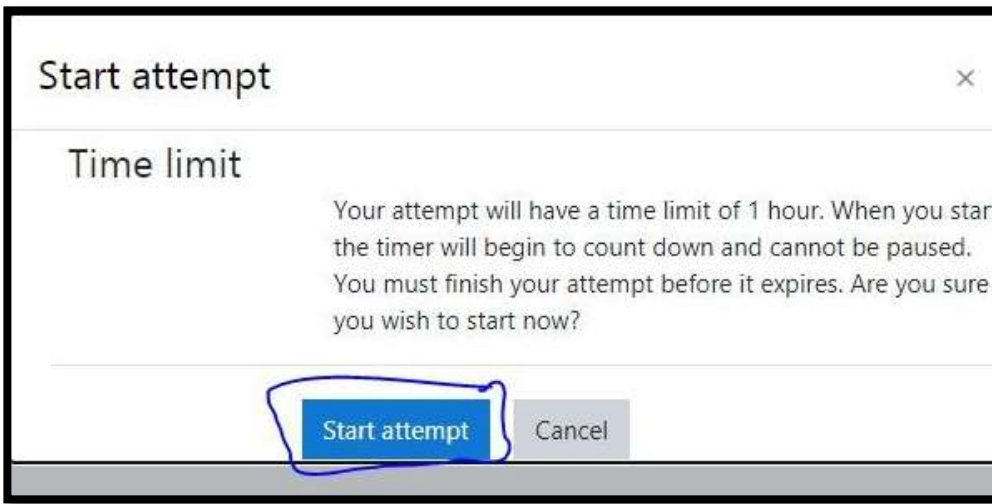 Start attempt
Time limit
Your attempt will have a time limit of 1 hour. When you star
the timer will begin to count down and cannot be paused.
You must finish your attempt before it expires. Are you sure
you wish to start now?
Start attempt Cancel